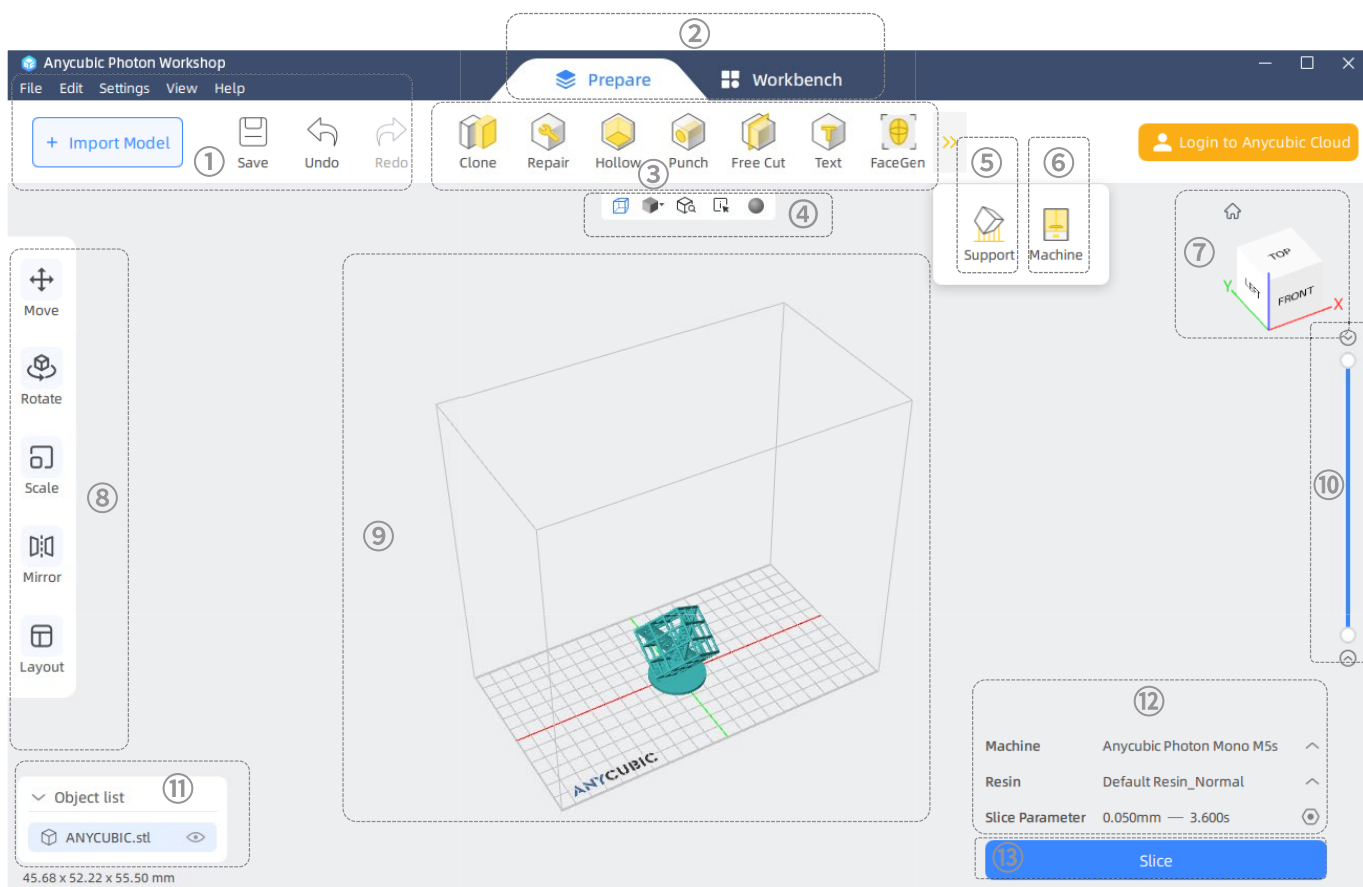 ②
Anycubic Photon Workshop
File Edit Settings View Help
Prepare
Workbench
+ Import Model
①
Save
Undo
Redo
Clone
Repair
Hollow
Punch
Free Cut
Text
FaceGen
③
④
⑤
⑥
Login to Anycubic Cloud
Support
Machine
⑦
TOP
LEFT
FRONT
Y
X
Move
Rotate
Scale
Mirror
Layout
⑧
⑨
ANYCUBIC
⑩
⑪
Object list
ANYCUBIC.stl
45.68 x 52.22 x 55.50 mm
⑫
Machine Anycubic Photon Mono M5s
Resin Default Resin_Normal
Slice Parameter 0.050mm — 3.600s
⑬
Slice